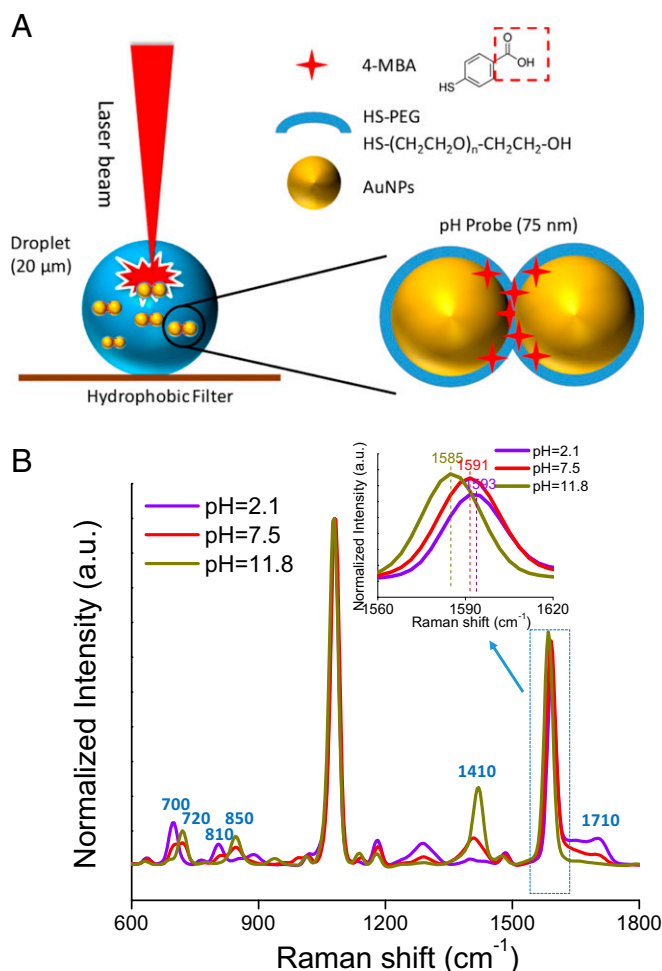 A
Laser beam
Droplet
(20 μm)
Hydrophobic Filter
4-MBA
O
OH
HS
HS-PEG
HS-(CH₂CH₂O)ₙ-CH₂CH₂-OH
AuNPs
pH Probe (75 nm)
B
Normalized Intensity (a.u.)
pH=2.1
pH=7.5
pH=11.8
700
720
810
850
1410
1710
600
900
1200
1500
1800
Raman shift (cm⁻¹)
Normalized Intensity (a.u.)
1585
1591
1593
pH=2.1
pH=7.5
pH=11.8
1560
1590
1620
Raman shift (cm⁻¹)